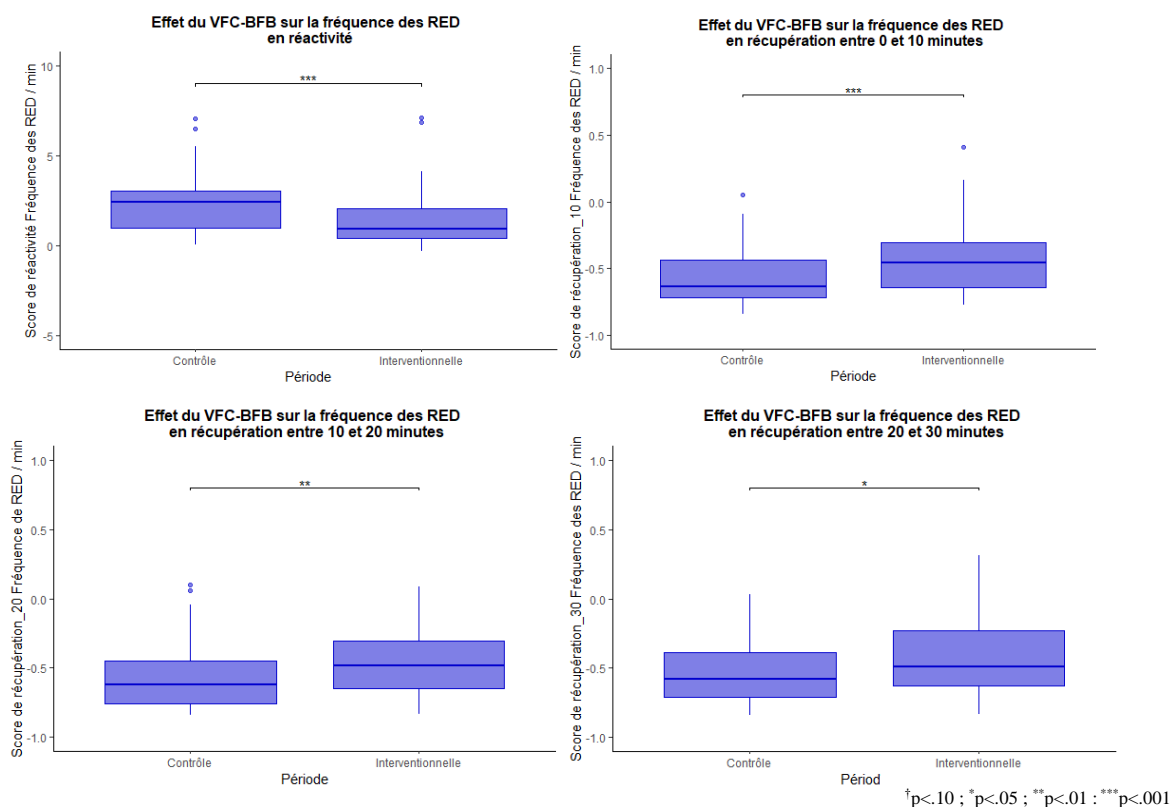 Effet du VFC-BFB sur la fréquence des RED
en réactivité
Score de réactivité Fréquence des RED / min
10
5
0
-5
***
Contrôle
Interventionnelle
Période
Effet du VFC-BFB sur la fréquence des RED
en récupération entre 0 et 10 minutes
Score de récupération_10 Fréquence des RED / min
1.0
0.5
0.0
-0.5
-1.0
***
Contrôle
Interventionnelle
Période
Effet du VFC-BFB sur la fréquence des RED
en récupération entre 10 et 20 minutes
Score de récupération_20 Fréquence de RED / min
1.0
0.5
0.0
-0.5
-1.0
**
Contrôle
Interventionnelle
Période
Effet du VFC-BFB sur la fréquence des RED
en récupération entre 20 et 30 minutes
Score de récupération_30 Fréquence des RED / min
1.0
0.5
0.0
-0.5
-1.0
*
Contrôle
Interventionnelle
Périod
†p<.10 ; *p<.05 ; **p<.01 : ***p<.001